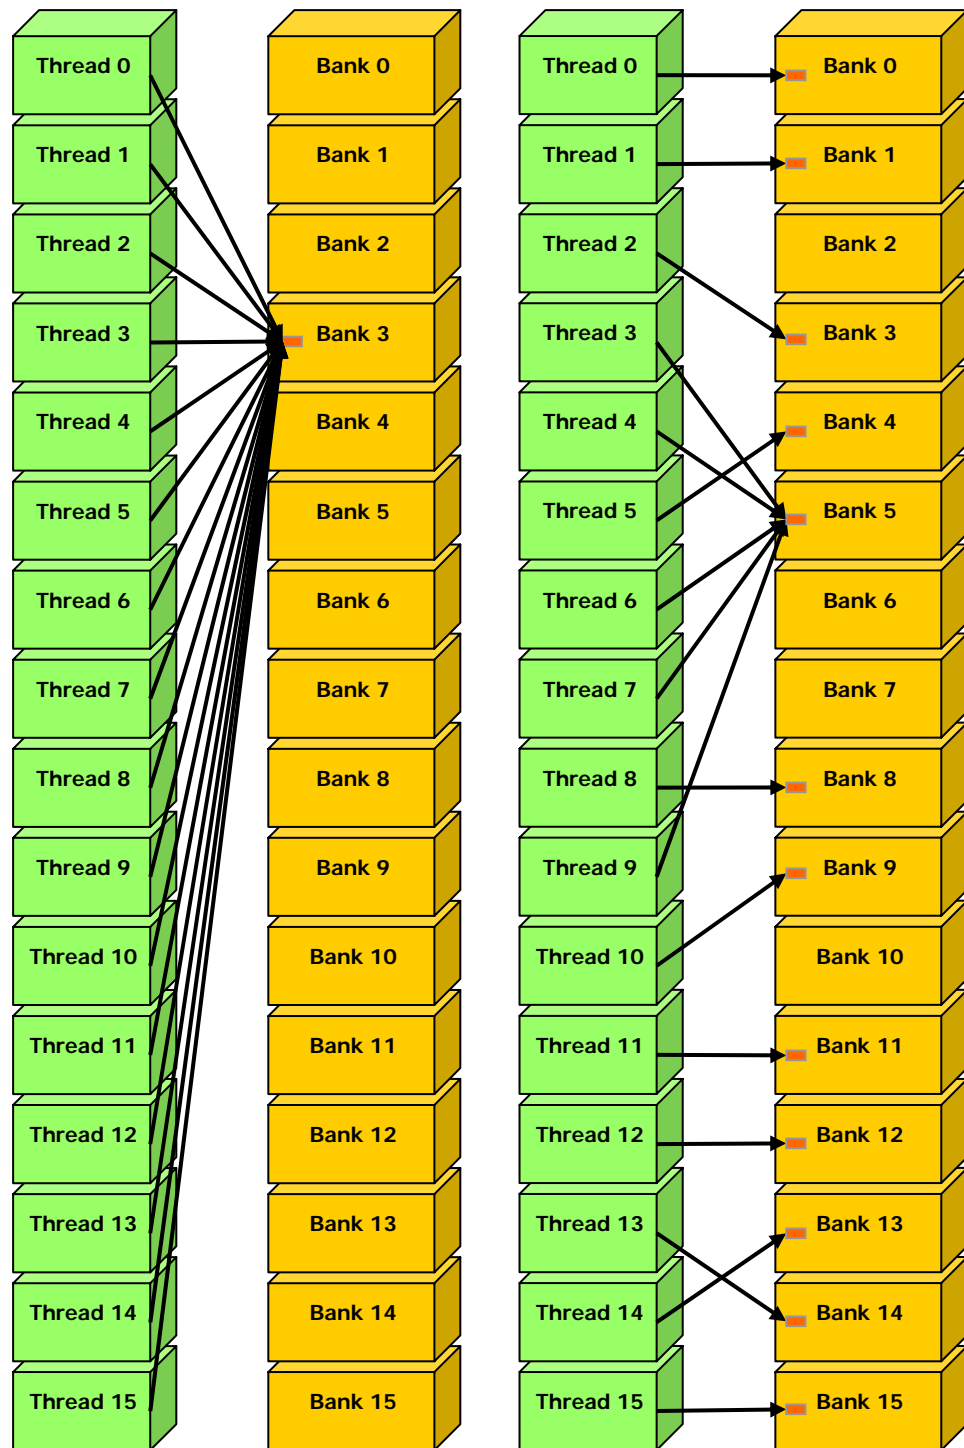 Thread 0 Bank 0 Thread 0 Bank 0
Thread 1 Bank 1 Thread 1 Bank 1
Thread 2 Bank 2 Thread 2 Bank 2
Thread 3 Bank 3 Thread 3 Bank 3
Thread 4 Bank 4 Thread 4 Bank 4
Thread 5 Bank 5 Thread 5 Bank 5
Thread 6 Bank 6 Thread 6 Bank 6
Thread 7 Bank 7 Thread 7 Bank 7
Thread 8 Bank 8 Thread 8 Bank 8
Thread 9 Bank 9 Thread 9 Bank 9
Thread 10 Bank 10 Thread 10 Bank 10
Thread 11 Bank 11 Thread 11 Bank 11
Thread 12 Bank 12 Thread 12 Bank 12
Thread 13 Bank 13 Thread 13 Bank 13
Thread 14 Bank 14 Thread 14 Bank 14
Thread 15 Bank 15 Thread 15 Bank 15